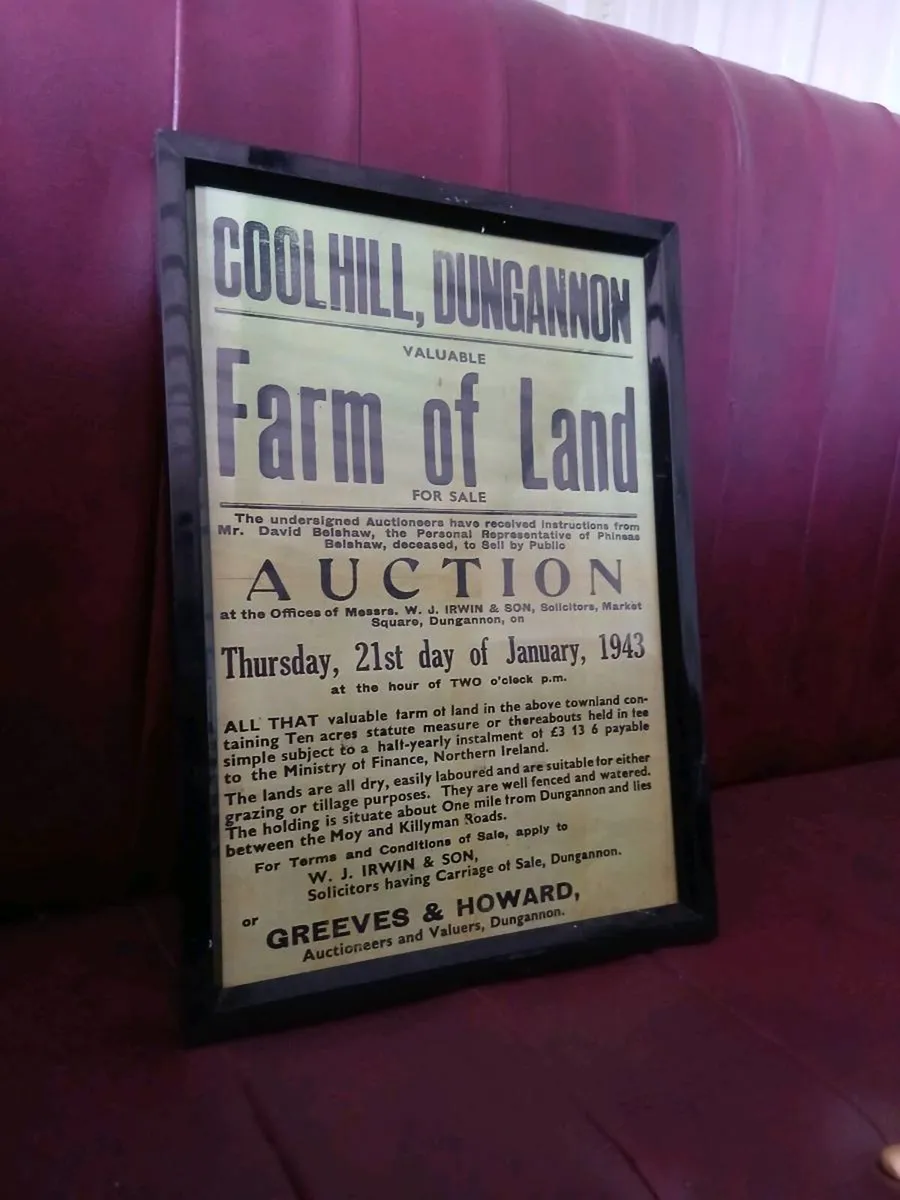 COOLHILL, DUNGANNON
VALUABLE
Farm of Land
FOR SALE
The undersigned Auctioneers have received instructions from
Mr. David Belshaw, the Personal Representative of Phineas
Belshaw, deceased, to Sell by Public
AUCTION
at the Offices of Messrs. W. J. IRWIN & SON, Solicitors, Market
Square, Dungannon, on
Thursday, 21st day of January, 1943
at the hour of TWO o'clock p.m.
ALL THAT valuable farm of land in the above townland con-
taining Ten acres statute measure or thereabouts held in fee
simple subject to a half-yearly instalment of £3 13 6 payable
to the Ministry of Finance, Northern Ireland.
The lands are all dry, easily laboured and are suitable for either
grazing or tillage purposes. They are well fenced and watered.
The holding is situate about One mile from Dungannon and lies
between the Moy and Killyman Roads.
For Terms and Conditions of Sale, apply to
W. J. IRWIN & SON,
Solicitors having Carriage of Sale, Dungannon.
or GREEVES & HOWARD,
Auctioneers and Valuers, Dungannon.